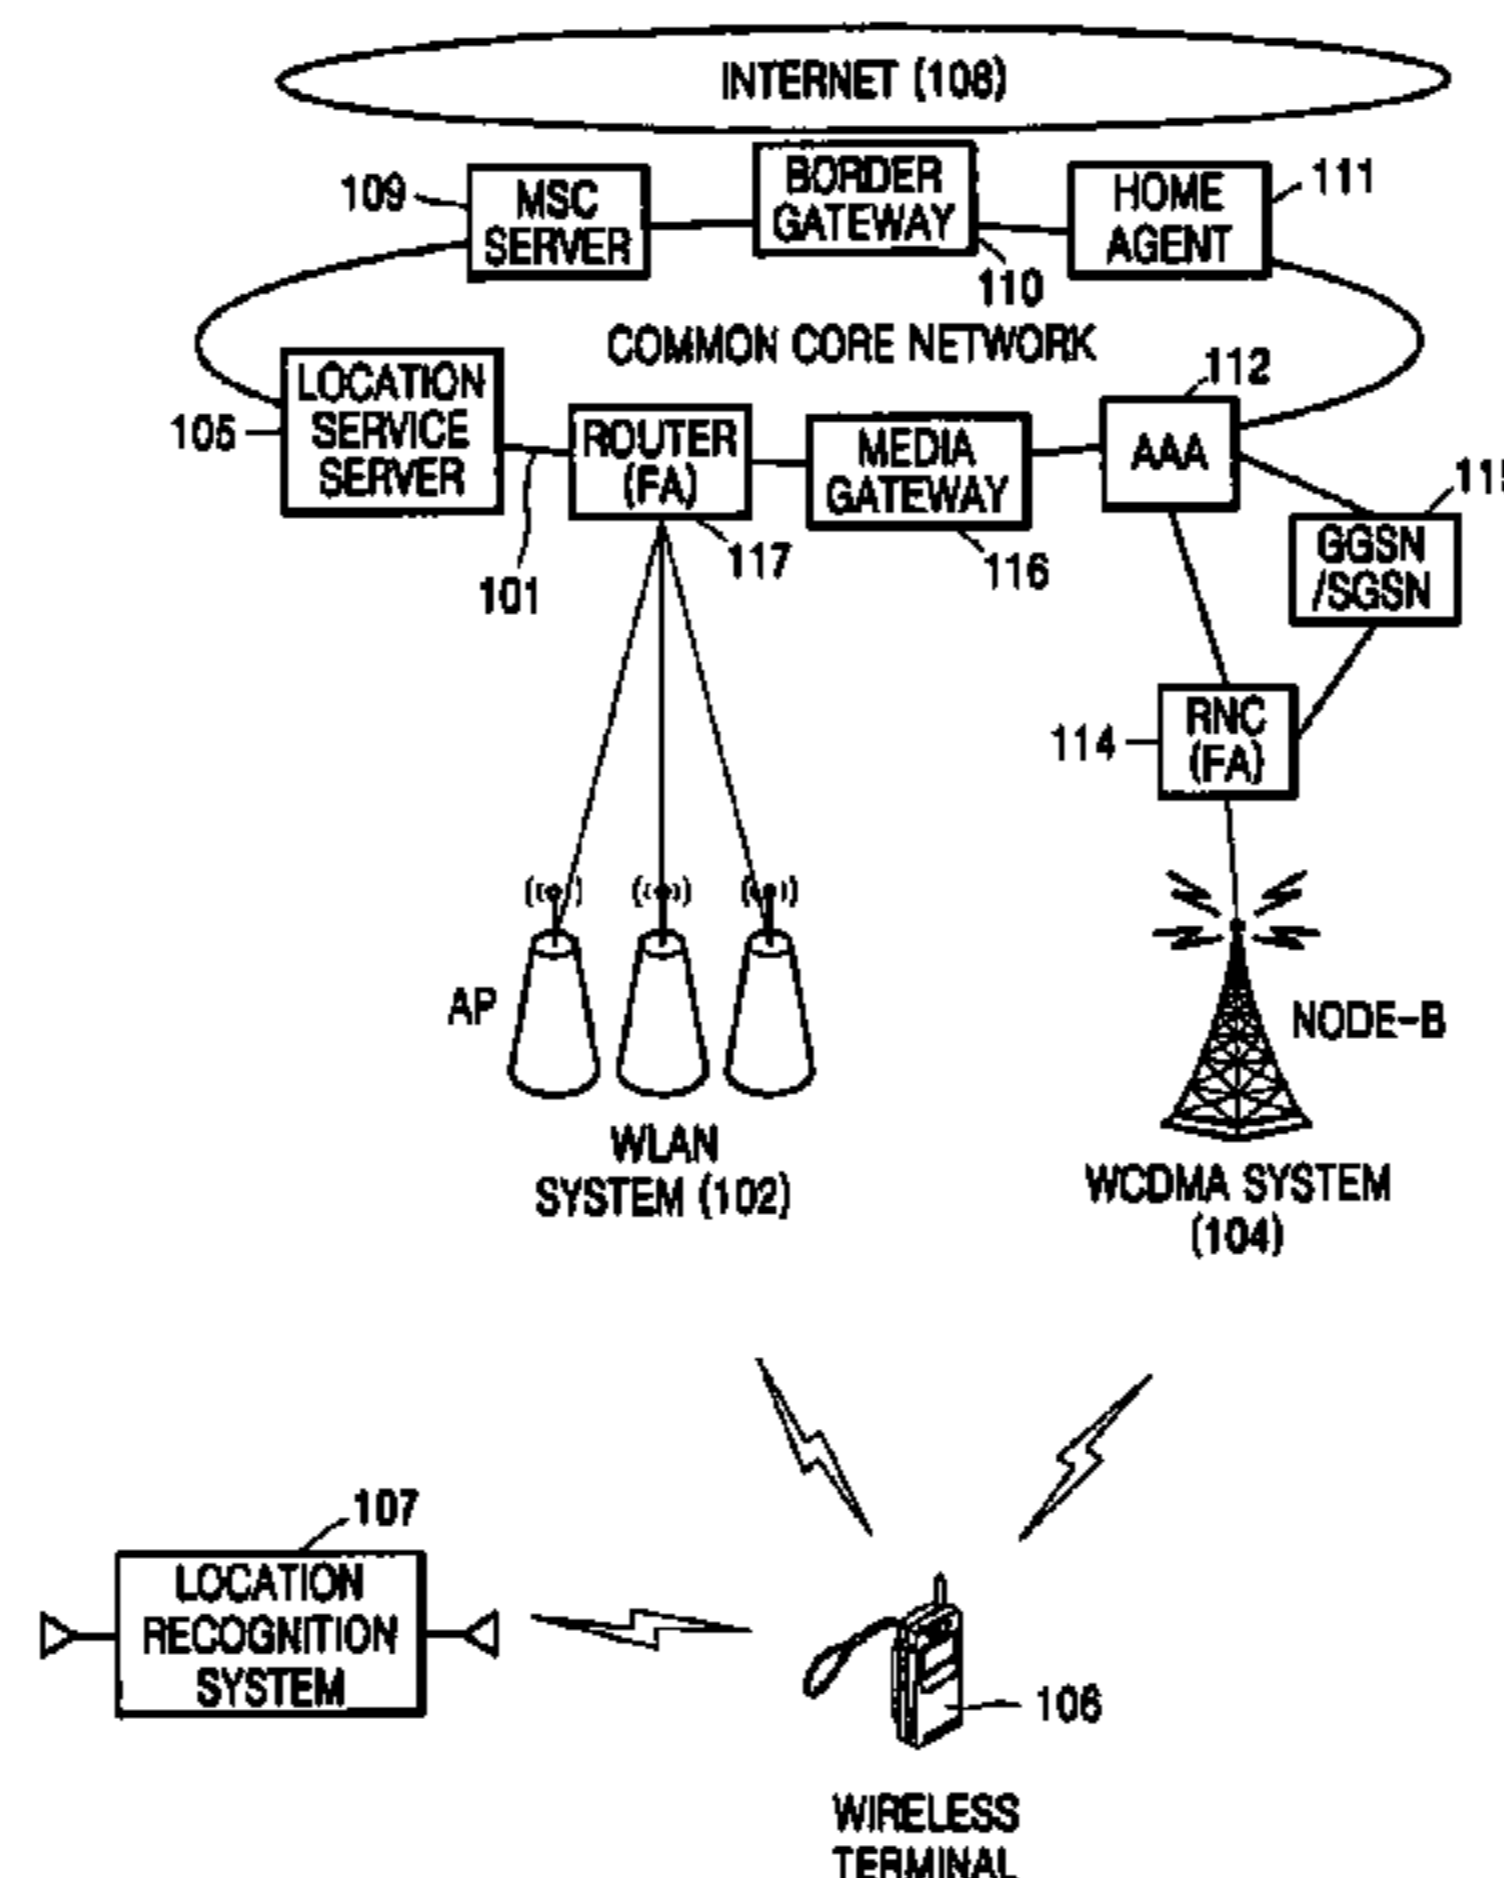 INTERNET (108)
109
MSC
SERVER
BORDER
GATEWAY
110
HOME
AGENT
111
COMMON CORE NETWORK
105
LOCATION
SERVICE
SERVER
101
ROUTER
(FA)
117
MEDIA
GATEWAY
116
112
AAA
GGSN
/SGSN
114
RNC
(FA)
AP
NODE-B
WLAN
SYSTEM (102)
WCDMA SYSTEM
(104)
107
LOCATION
RECOGNITION
SYSTEM
106
WIRELESS
TERMINAL